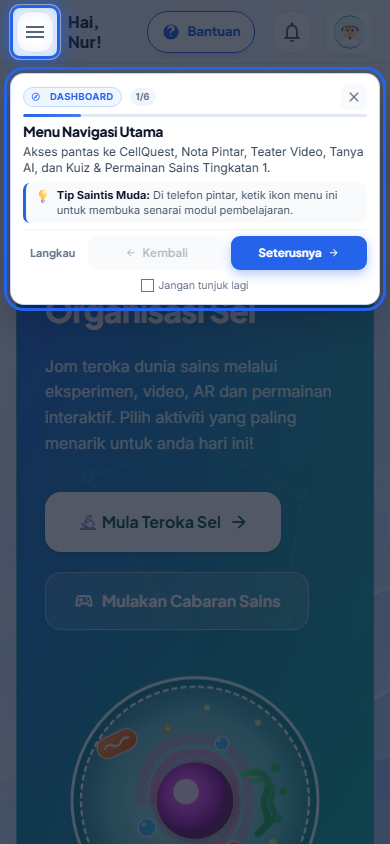 Hai,
Nur!
Bantuan
DASHBOARD 1/6
Menu Navigasi Utama
Akses pantas ke CellQuest, Nota Pintar, Teater Video, Tanya
AI, dan Kuiz & Permainan Sains Tingkatan 1.
Tip Saintis Muda: Di telefon pintar, ketik ikon menu ini
untuk membuka senarai modul pembelajaran.
Langkau
← Kembali
Seterusnya →
Jangan tunjuk lagi
Organisasi Sel
Jom teroka dunia sains melalui
eksperimen, video, AR dan permainan
interaktif. Pilih aktiviti yang paling
menarik untuk anda hari ini!
Mula Teroka Sel →
Mulakan Cabaran Sains